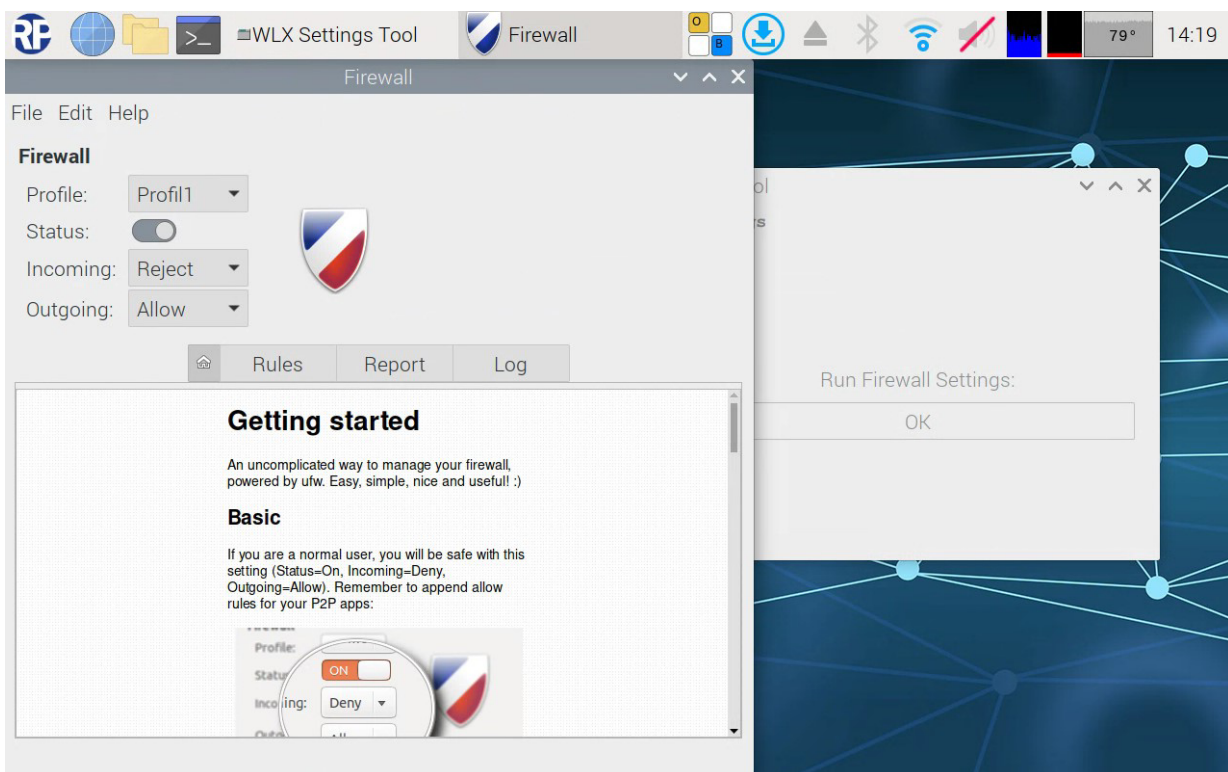 WLX Settings Tool
Firewall
O
B
79°
14:19
Firewall
File Edit Help
Firewall
Profile: Profil1
Status:
Incoming: Reject
Outgoing: Allow
Rules
Report
Log
Getting started
An uncomplicated way to manage your firewall,
powered by ufw. Easy, simple, nice and useful! :)
Basic
If you are a normal user, you will be safe with this
setting (Status=On, Incoming=Deny,
Outgoing=Allow). Remember to append allow
rules for your P2P apps:
Profile:
ON
Deny
ol
gs
Run Firewall Settings:
OK